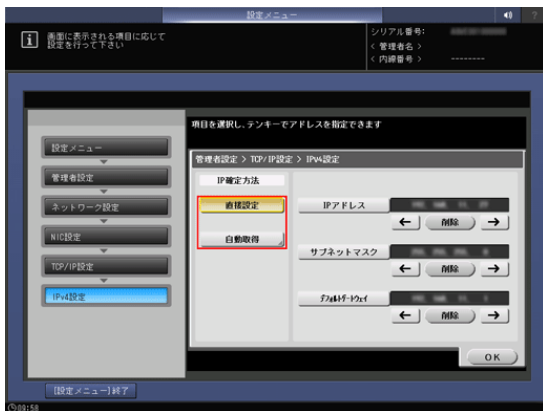 設定メニュー
画面に表示される項目に応じて
設定を行って下さい
シリアル番号:
< 管理者名 >
< 内線番号 > --------
項目を選択し、テンキーでアドレスを指定できます
設定メニュー
管理者設定
ネットワーク設定
NIC設定
TCP/IP設定
IPv4設定
管理者設定 > TCP/IP設定 > IPv4設定
IP確定方法
直接設定
自動取得
IPアドレス
← 削除 →
サブネットマスク
← 削除 →
デフォルトゲートウェイ
← 削除 →
OK
[設定メニュー]終了
09:58